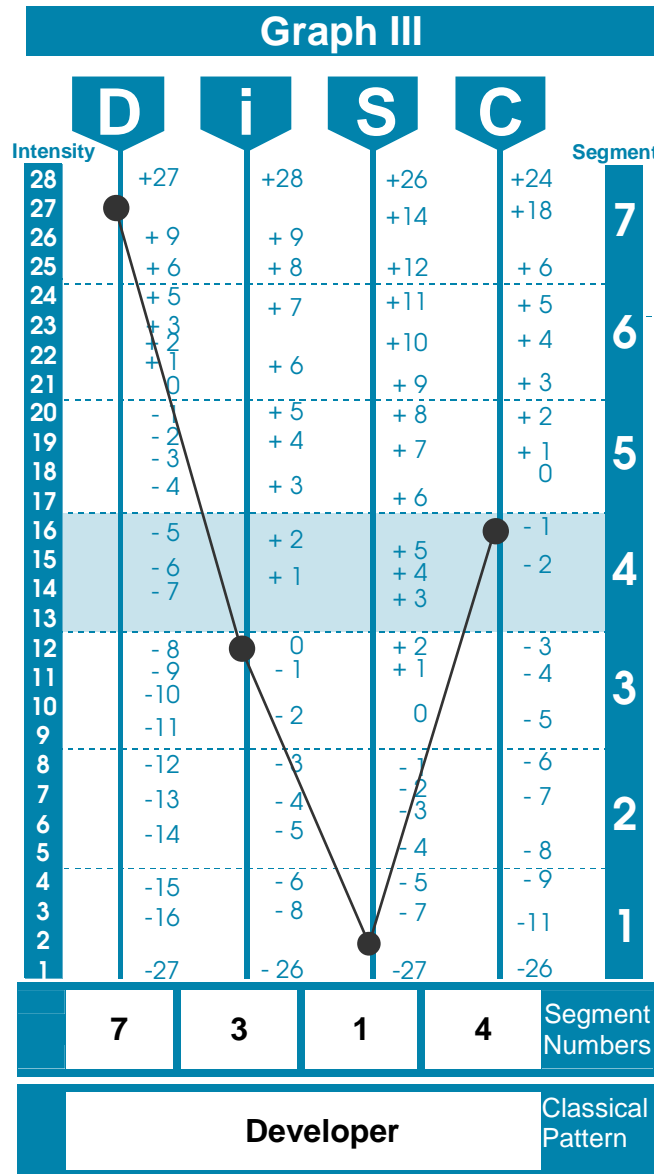 Graph III
D i S C
Intensity Segment
28 +27 +28 +26 +24
27 +14 +18 7
26 + 9 + 9
25 + 6 + 8 +12 + 6
24 + 5 + 7 +11 + 5
23 + 3 6
+ 2 +10 + 4
22 + 1 + 6
21 0 + 9 + 3
20 - 1 + 5 + 8 + 2
19 - 2 + 4 + 7 + 1 5
18 - 3 0
17 - 4 + 3 + 6
16 - 5 + 2 - 1
15 - 6 + 5 - 2 4
14 - 7 + 1 + 4
13 + 3
12 - 8 0 + 2 - 3
11 - 9 - 1 + 1 - 4
10 -10 - 2 0 - 5 3
9 -11
8 -12 - 3 - 1 - 6
7 -13 - 4 - 2 - 7
- 3 2
6 -14 - 5
5 - 4 - 8
4 -15 - 6 - 5 - 9
3 -16 - 8 - 7 -11
2 1
1 -27 - 26 -27 -26
7 3 1 4 Segment
Numbers
Developer Classical
Pattern